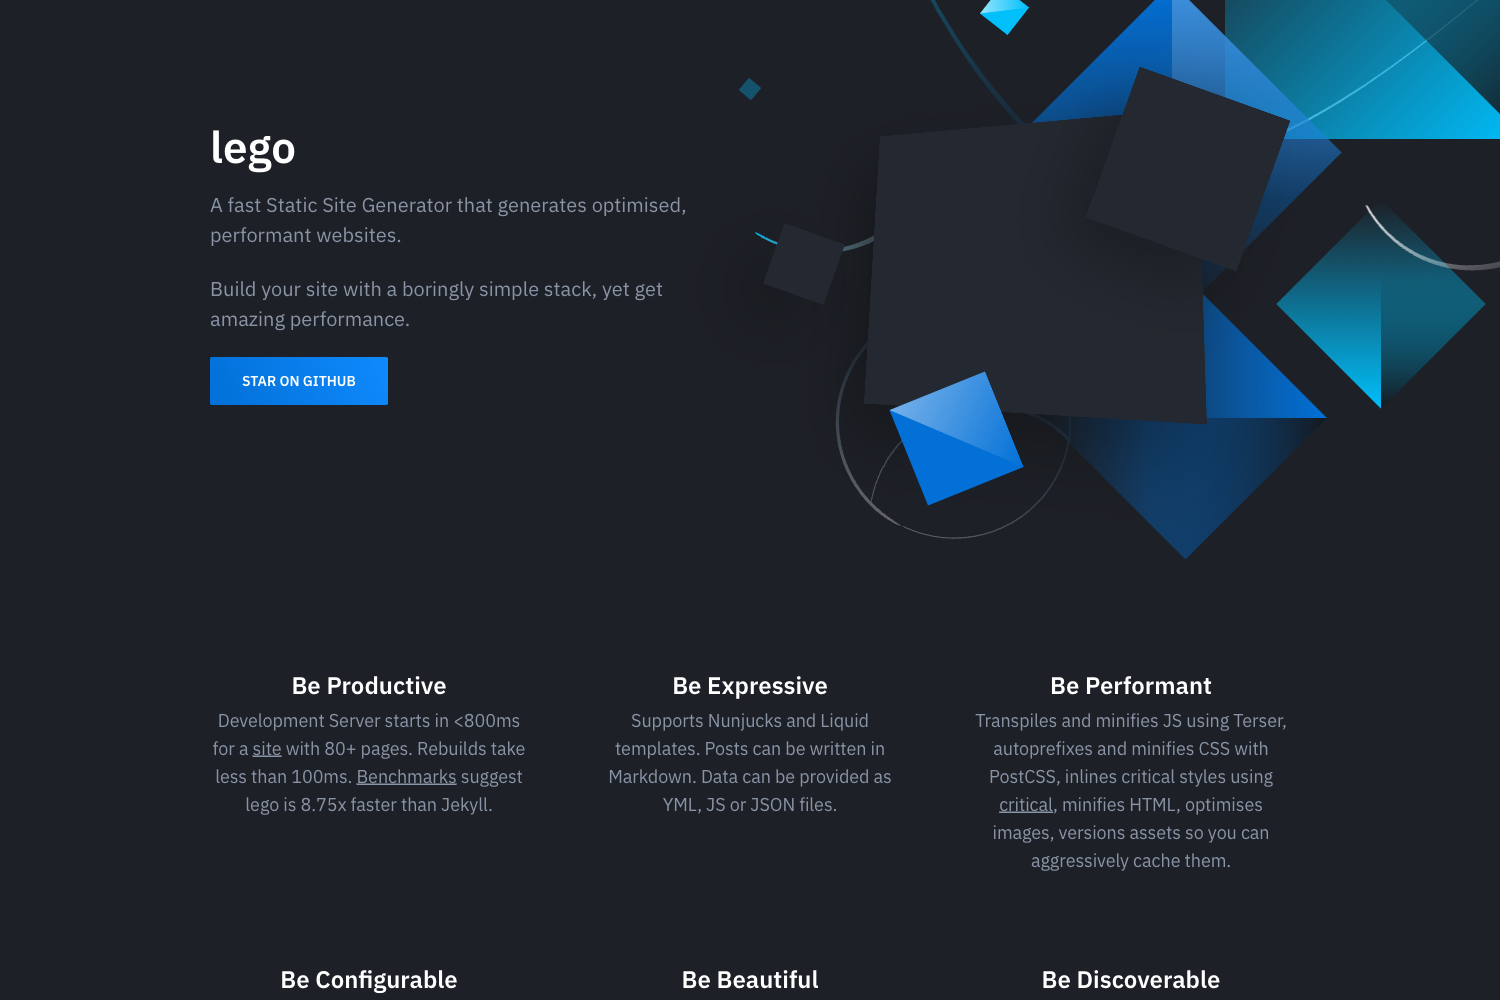 lego
A fast Static Site Generator that generates optimised,
performant websites.
Build your site with a boringly simple stack, yet get
amazing performance.
STAR ON GITHUB
Be Productive
Development Server starts in <800ms
for a site with 80+ pages. Rebuilds take
less than 100ms. Benchmarks suggest
lego is 8.75x faster than Jekyll.
Be Expressive
Supports Nunjucks and Liquid
templates. Posts can be written in
Markdown. Data can be provided as
YML, JS or JSON files.
Be Performant
Transpiles and minifies JS using Terser,
autoprefixes and minifies CSS with
PostCSS, inlines critical styles using
critical, minifies HTML, optimises
images, versions assets so you can
aggressively cache them.
Be Configurable
Be Beautiful
Be Discoverable